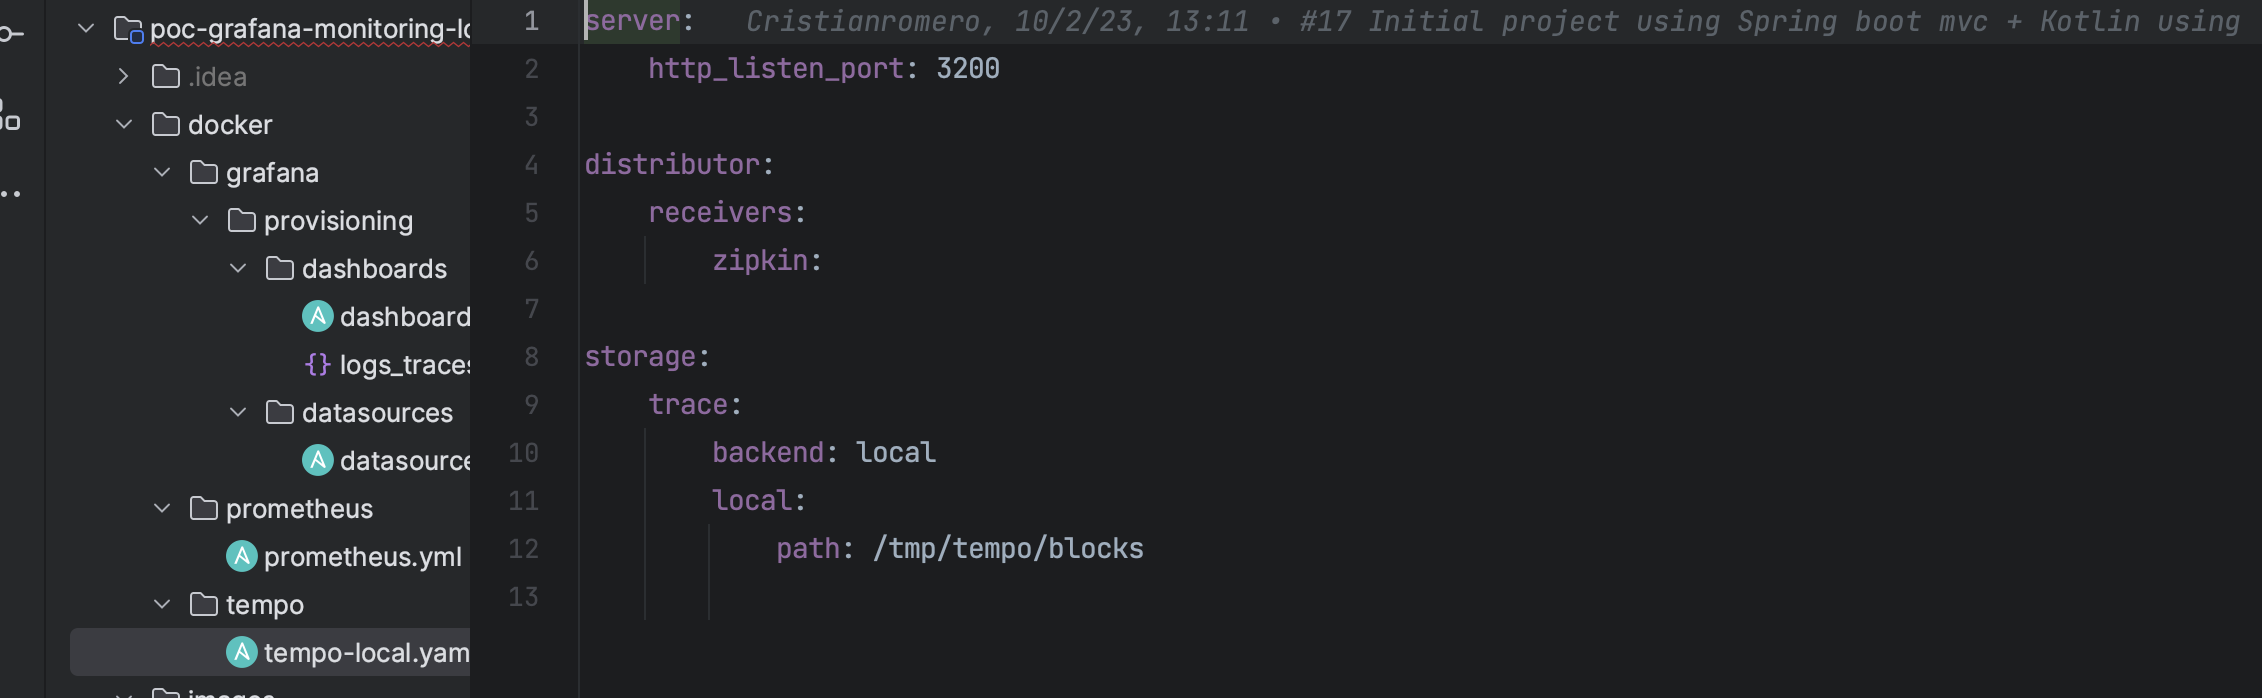 poc-grafana-monitoring-lo
.idea
docker
grafana
provisioning
dashboards
dashboard
logs_traces
datasources
datasource
prometheus
prometheus.yml
tempo
tempo-local.yam
images
1 server: Cristianromero, 10/2/23, 13:11 • #17 Initial project using Spring boot mvc + Kotlin using
2 http_listen_port: 3200
3
4 distributor:
5 receivers:
6 zipkin:
7
8 storage:
9 trace:
10 backend: local
11 local:
12 path: /tmp/tempo/blocks
13